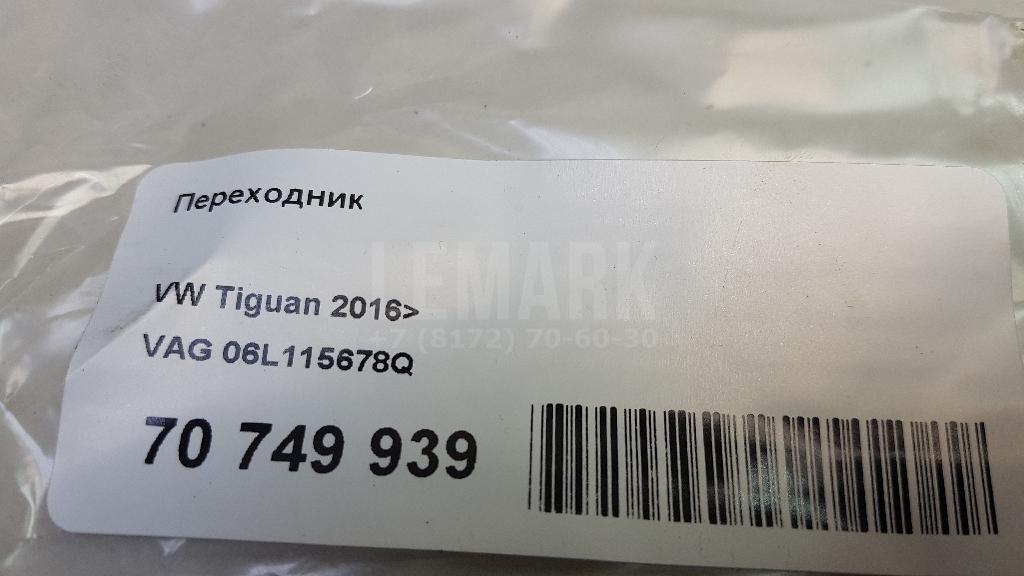 Переходник
LEMARK
VW Tiguan 2016>
+7 (8172) 70-60-30
VAG 06L115678Q
70 749 939